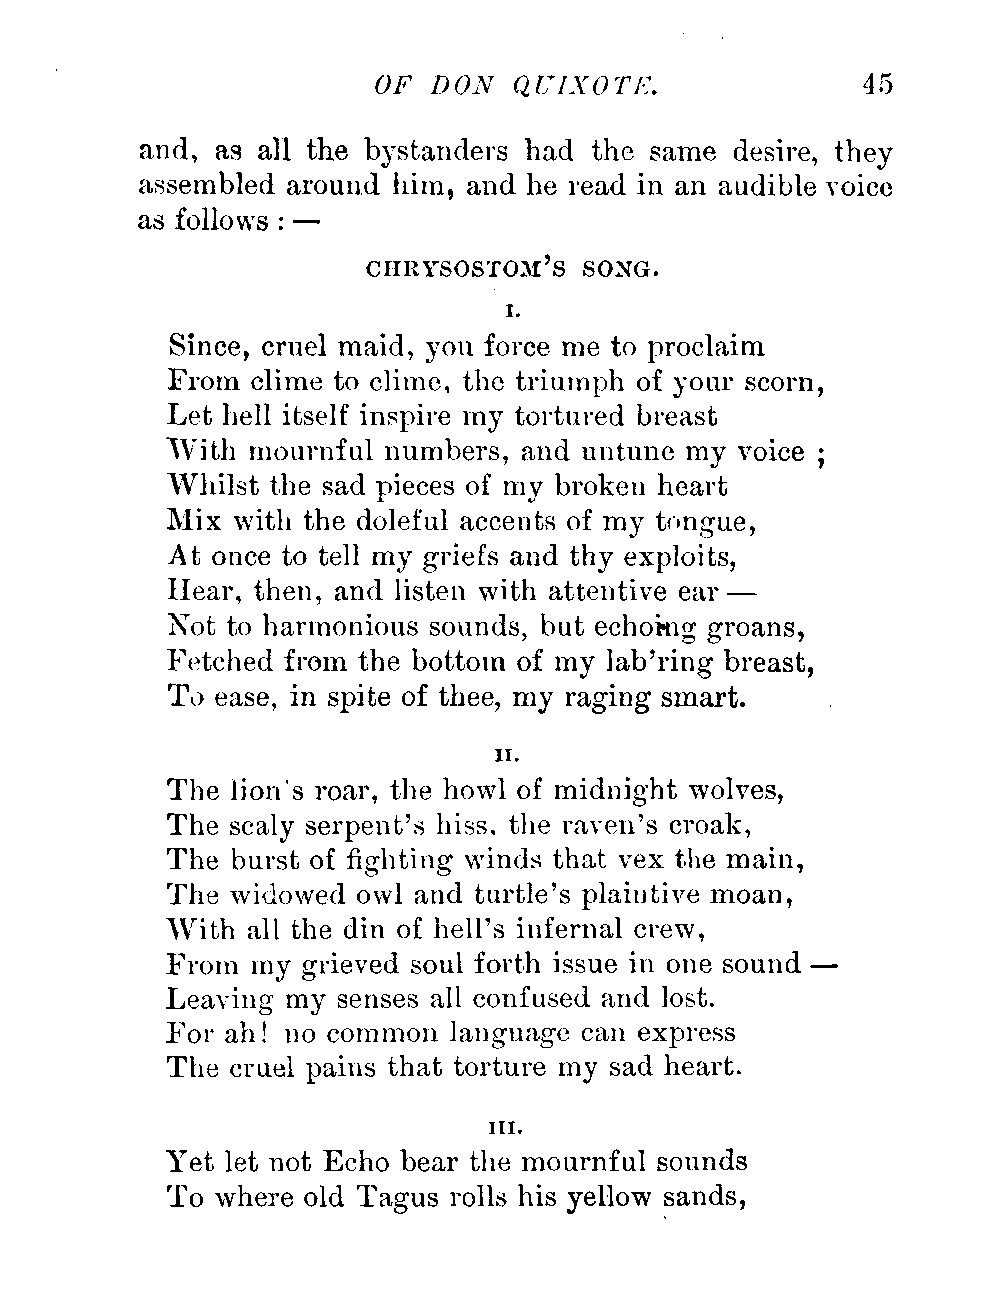 OF DON QUIXOTE. 45
and, as all the bystanders had the same desire, they
assembled around him, and he read in an audible voice
as follows : —
CHRYSOSTOM’S SONG.
I.
Since, cruel maid, you force me to proclaim
From clime to clime, the triumph of your scorn,
Let hell itself inspire my tortured breast
With mournful numbers, and untune my voice ;
Whilst the sad pieces of my broken heart
Mix with the doleful accents of my tongue,
At once to tell my griefs and thy exploits,
Hear, then, and listen with attentive ear —
Not to harmonious sounds, but echoing groans,
Fetched from the bottom of my lab’ring breast,
To ease, in spite of thee, my raging smart.
II.
The lion's roar, the howl of midnight wolves,
The scaly serpent’s hiss, the raven’s croak,
The burst of fighting winds that vex the main,
The widowed owl and turtle’s plaintive moan,
With all the din of hell’s infernal crew,
From my grieved soul forth issue in one sound —
Leaving my senses all confused and lost.
For ah! no common language can express
The cruel pains that torture my sad heart.
III.
Yet let not Echo bear the mournful sounds
To where old Tagus rolls his yellow sands,